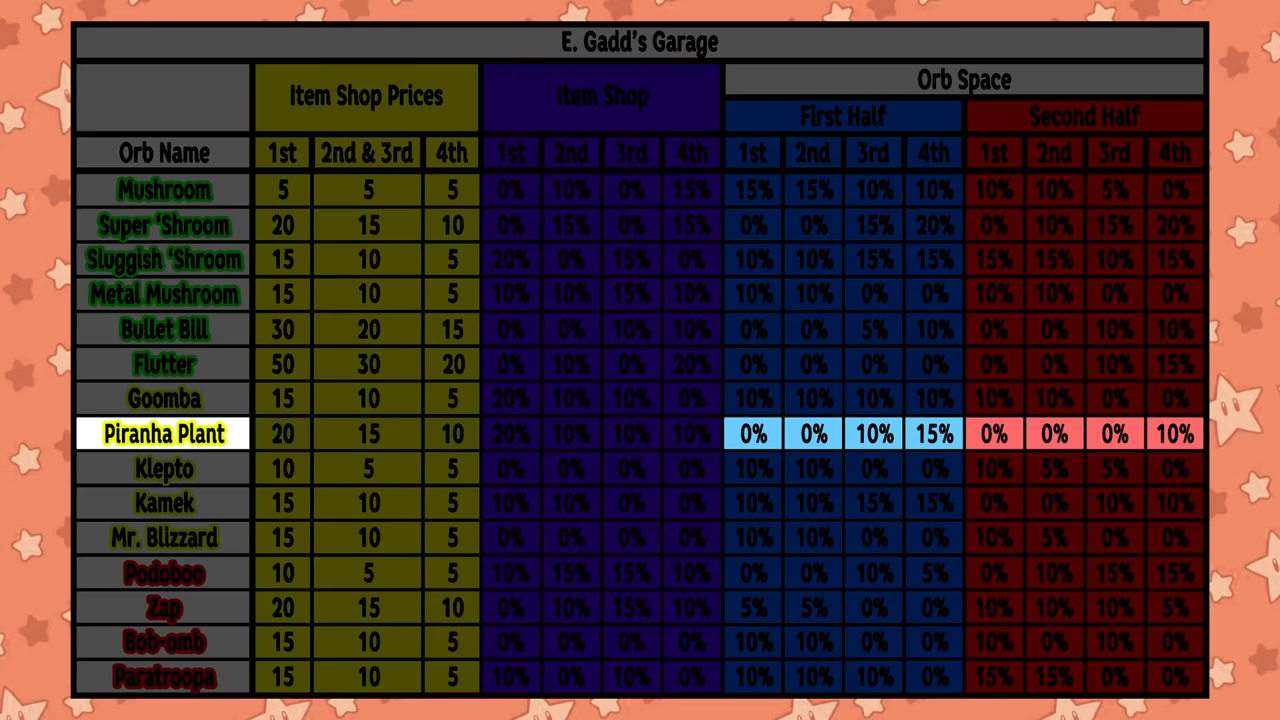 E. Gadd's Garage
Item Shop Prices Item Shop Orb Space
First Half Second Half
Orb Name 1st 2nd & 3rd 4th 1st 2nd 3rd 4th 1st 2nd 3rd 4th 1st 2nd 3rd 4th
Mushroom 5 5 5 0% 10% 0% 15% 15% 15% 10% 10% 10% 10% 5% 0%
Super ‘Shroom 20 15 10 0% 15% 0% 15% 0% 0% 15% 20% 0% 10% 15% 20%
Sluggish ‘Shroom 15 10 5 20% 0% 15% 0% 10% 10% 15% 15% 15% 15% 10% 15%
Metal Mushroom 15 10 5 10% 10% 15% 10% 10% 10% 0% 0% 10% 10% 0% 0%
Bullet Bill 30 20 15 0% 0% 10% 10% 0% 0% 5% 10% 0% 0% 10% 10%
Flutter 50 30 20 0% 10% 0% 20% 0% 0% 0% 0% 0% 0% 10% 15%
Goomba 15 10 5 20% 10% 10% 0% 10% 10% 10% 10% 10% 10% 0% 0%
Piranha Plant 20 15 10 20% 10% 10% 10% 0% 0% 10% 15% 0% 0% 0% 10%
Klepto 10 5 5 0% 0% 0% 0% 10% 10% 0% 0% 10% 5% 5% 0%
Kamek 15 10 5 10% 10% 0% 0% 10% 10% 15% 15% 0% 0% 10% 10%
Mr. Blizzard 15 10 5 0% 0% 0% 0% 10% 10% 0% 0% 10% 5% 0% 0%
Podoboo 10 5 5 10% 15% 15% 10% 0% 0% 10% 5% 0% 10% 15% 15%
Zap 20 15 10 0% 10% 15% 10% 5% 5% 0% 0% 10% 10% 10% 5%
Bob-omb 15 10 5 0% 0% 0% 0% 10% 10% 0% 0% 10% 0% 10% 0%
Paratroopa 15 10 5 10% 0% 10% 0% 10% 10% 10% 0% 15% 15% 0% 0%